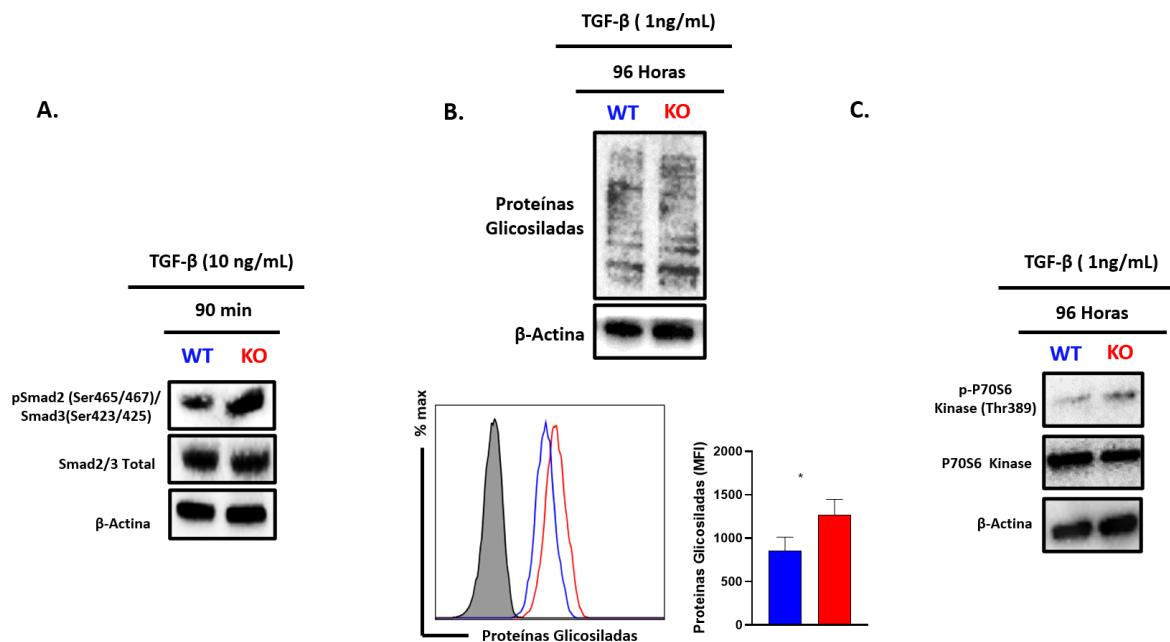 A.
TGF-β (10 ng/mL)
90 min
WT KO
pSmad2 (Ser465/467)/
Smad3(Ser423/425)
Smad2/3 Total
β-Actina
B.
TGF-β ( 1ng/mL)
96 Horas
WT KO
Proteínas
Glicosiladas
β-Actina
% max
Proteínas Glicosiladas
Proteinas Glicosiladas (MFI)
2000
1500
1000
500
0
*
C.
TGF-β ( 1ng/mL)
96 Horas
WT KO
p-P70S6
Kinase (Thr389)
P70S6 Kinase
β-Actina